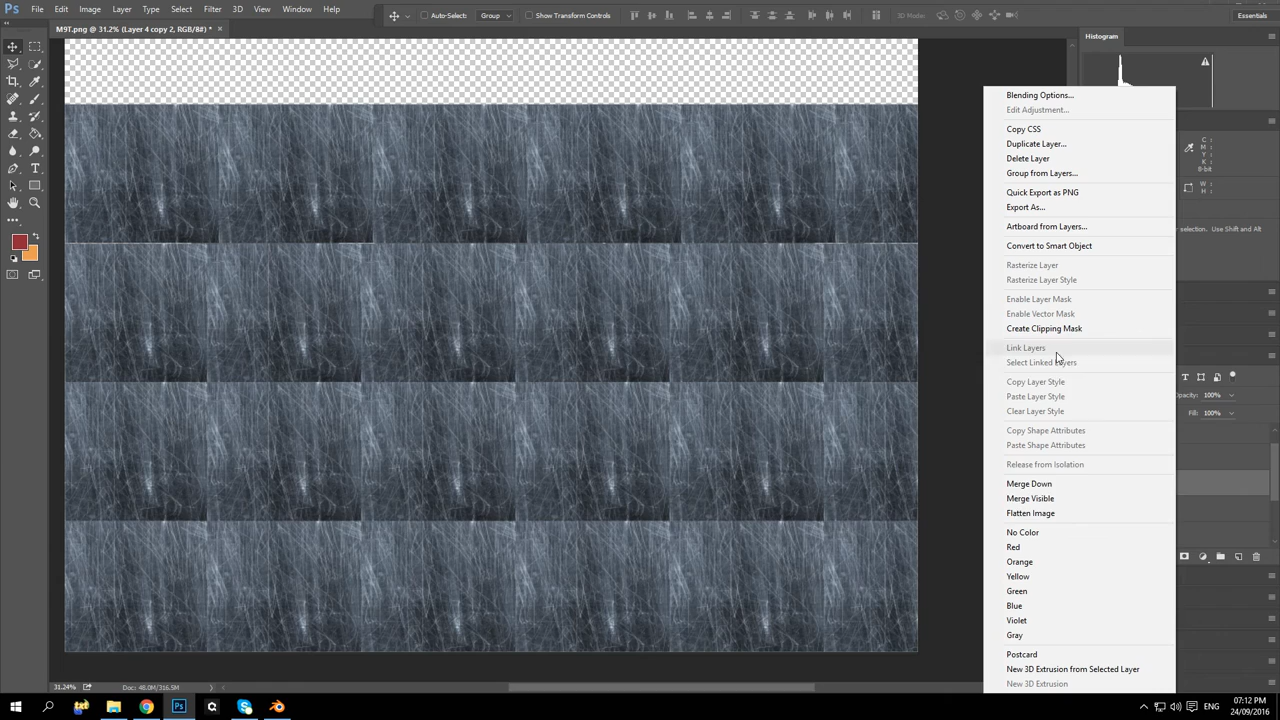 Ps File Edit Image Layer Type Select Filter 3D View Window Help
Auto-Select: Group Show Transform Controls 3D Mode: Essentials
M9T.png @ 31.2% (Layer 4 copy 2, RGB/8#) * ×
Histogram
C :
M :
Y :
K :
8-bit
W :
H :
r selection. Use Shift and Alt
Opacity: 100%
Fill: 100%
Blending Options...
Edit Adjustment...
Copy CSS
Duplicate Layer...
Delete Layer
Group from Layers...
Quick Export as PNG
Export As...
Artboard from Layers...
Convert to Smart Object
Rasterize Layer
Rasterize Layer Style
Enable Layer Mask
Enable Vector Mask
Create Clipping Mask
Link Layers
Select Linked Layers
Copy Layer Style
Paste Layer Style
Clear Layer Style
Copy Shape Attributes
Paste Shape Attributes
Release from Isolation
Merge Down
Merge Visible
Flatten Image
No Color
Red
Orange
Yellow
Green
Blue
Violet
Gray
Postcard
New 3D Extrusion from Selected Layer
New 3D Extrusion
31.24% Doc: 48.0M/316.5M
ENG 07:12 PM
24/09/2016